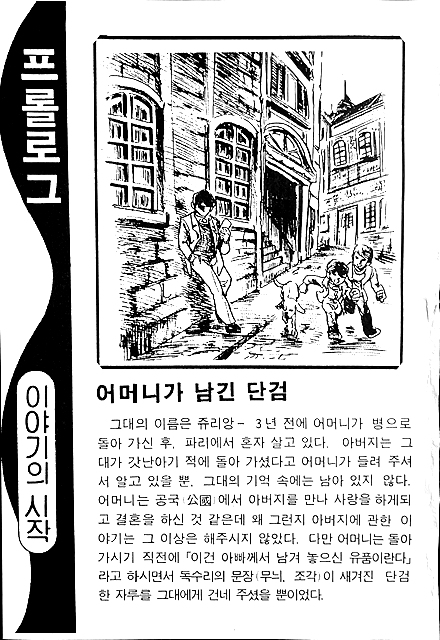 프롤로그
이야기의 시작
어머니가 남긴 단검
그대의 이름은 쥬리앙- 3년 전에 어머니가 병으로
돌아 가신 후, 파리에서 혼자 살고 있다. 아버지는 그
대가 갓난아기 적에 돌아 가셨다고 어머니가 들려 주셔
서 알고 있을 뿐, 그대의 기억 속에는 남아 있지 않다.
어머니는 공국(公國)에서 아버지를 만나 사랑을 하게되
고 결혼을 하신 것 같은데 왜 그런지 아버지에 관한 이
야기는 그 이상은 해주시지 않았다. 다만 어머니는 돌아
가시기 직전에 「이건 아빠께서 남겨 놓으신 유품이란다」
라고 하시면서 독수리의 문장(무늬, 조각)이 새겨진 단검
한 자루를 그대에게 건네 주셨을 뿐이었다.